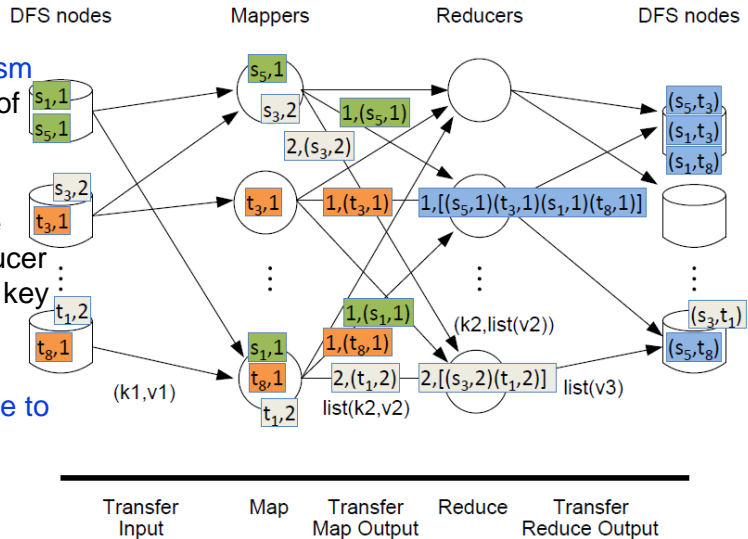 DFS nodes
Mappers
Reducers
DFS nodes
sm
of
ucer
key
e to
s₁,1
s₅,1
s₃,2
t₃,1
t₁,2
t₈,1
(k1,v1)
s₅,1
s₃,2
t₃,1
s₁,1
t₈,1
t₁,2
1,(s₅,1)
2,(s₃,2)
1,(t₃,1)
1,(s₁,1)
1,(t₈,1)
2,(t₁,2)
list(k2,v2)
1,[(s₅,1)(t₃,1)(s₁,1)(t₈,1)]
(k2,list(v2))
2,[(s₃,2)(t₁,2)]
list(v3)
(s₅,t₃)
(s₁,t₃)
(s₁,t₈)
(s₃,t₁)
(s₅,t₈)
Transfer
Input
Map
Transfer
Map Output
Reduce
Transfer
Reduce Output